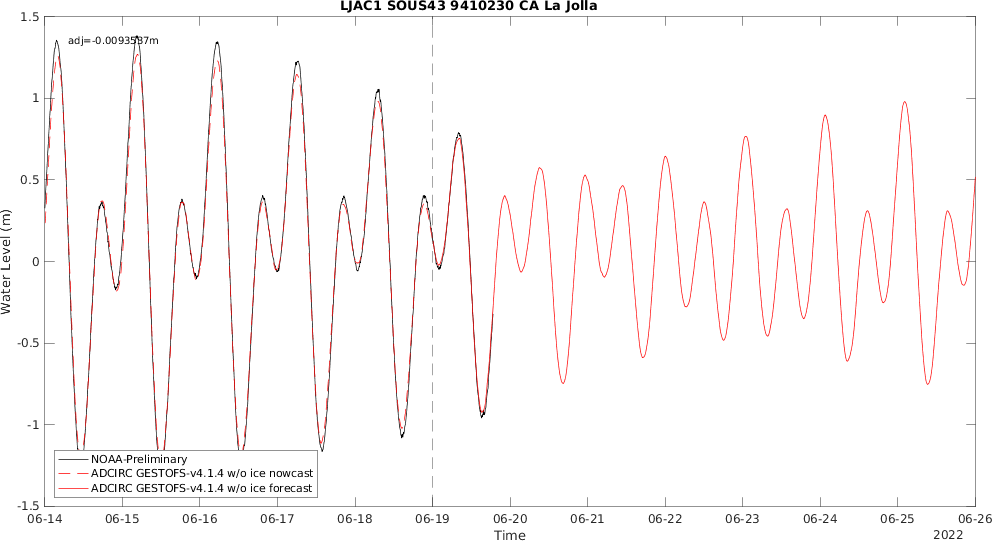 LJAC1 SOUS43 9410230 CA La Jolla
adj=-0.0093537m
1.5
1
0.5
0
-0.5
-1
-1.5
Water Level (m)
NOAA-Preliminary
ADCIRC GESTOFS-v4.1.4 w/o ice nowcast
ADCIRC GESTOFS-v4.1.4 w/o ice forecast
06-14 06-15 06-16 06-17 06-18 06-19 06-20 06-21 06-22 06-23 06-24 06-25 06-26
Time
2022